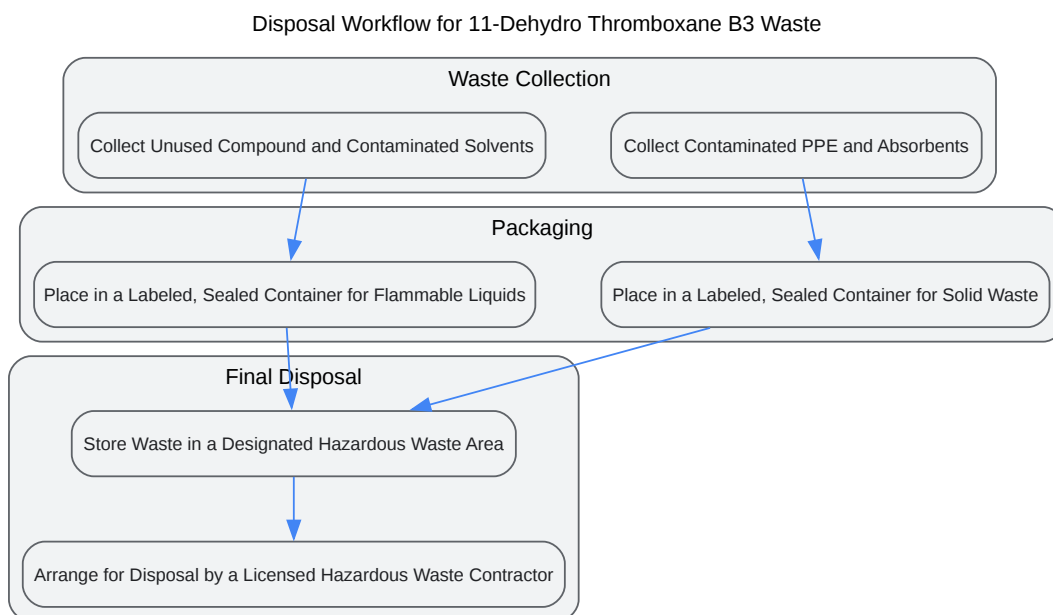 Disposal Workflow for 11-Dehydro Thromboxane B3 Waste
Waste Collection
Collect Unused Compound and Contaminated Solvents
Collect Contaminated PPE and Absorbents
Packaging
Place in a Labeled, Sealed Container for Flammable Liquids
Place in a Labeled, Sealed Container for Solid Waste
Final Disposal
Store Waste in a Designated Hazardous Waste Area
Arrange for Disposal by a Licensed Hazardous Waste Contractor